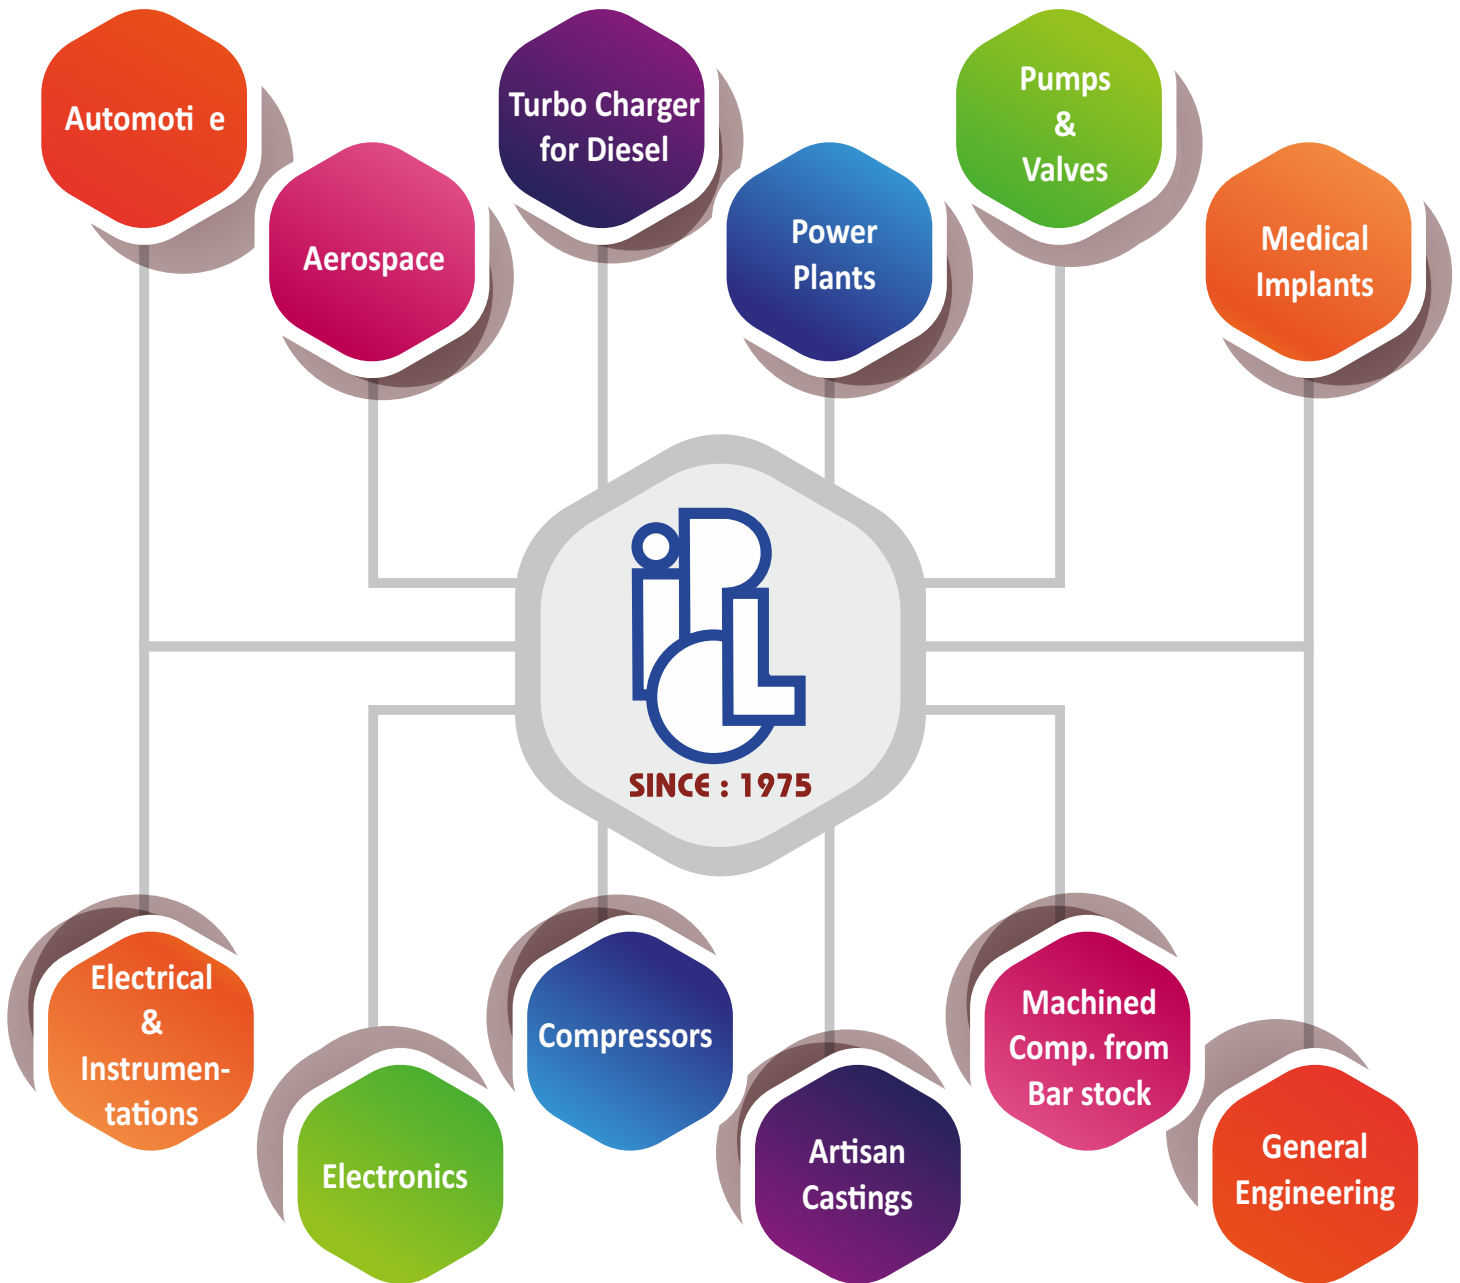 Automoti e
Turbo Charger
for Diesel
Pumps
&
Valves
Aerospace
Power
Plants
Medical
Implants
SINCE : 1975
Electrical
&
Instrumen-
tations
Compressors
Machined
Comp. from
Bar stock
Electronics
Artisan
Castings
General
Engineering